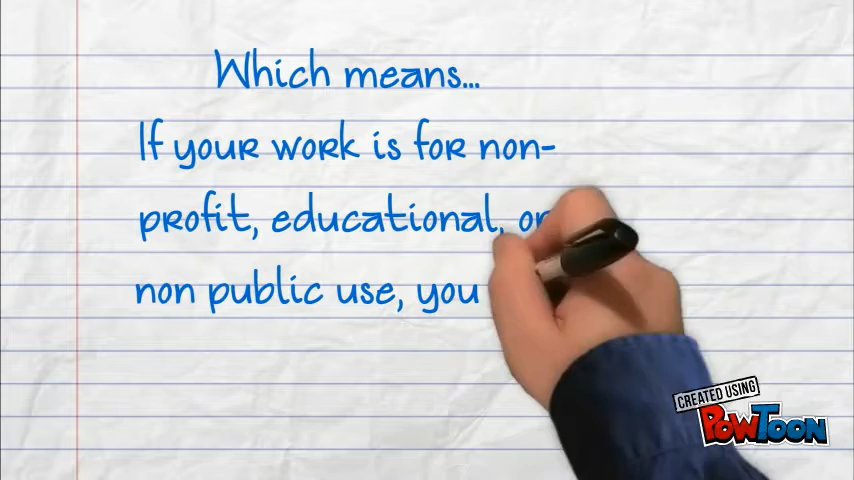 Which means...
If your work is for non-
profit, educational, or
non public use, you
CREATED USING
POWTOON